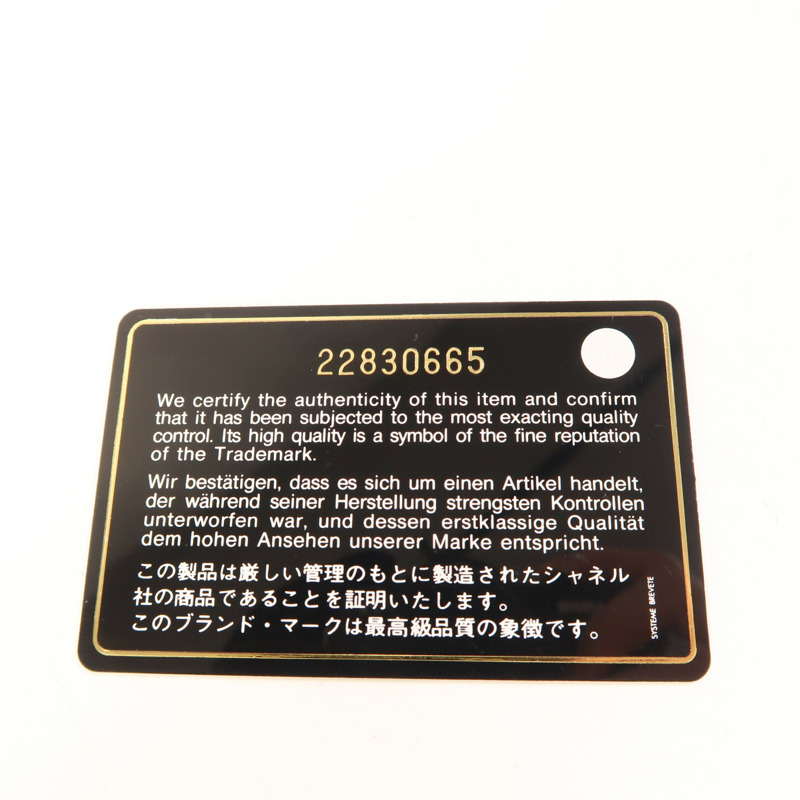 22830665
We certify the authenticity of this item and confirm
that it has been subjected to the most exacting quality
control. Its high quality is a symbol of the fine reputation
of the Trademark.
Wir bestätigen, dass es sich um einen Artikel handelt,
der während seiner Herstellung strengsten Kontrollen
unterworfen war, und dessen erstklassige Qualität
dem hohen Ansehen unserer Marke entspricht.
この製品は厳しい管理のもとに製造されたシャネル
社の商品であることを証明いたします。
このブランド・マークは最高級品質の象徴です。
SYSTEME BREVETE